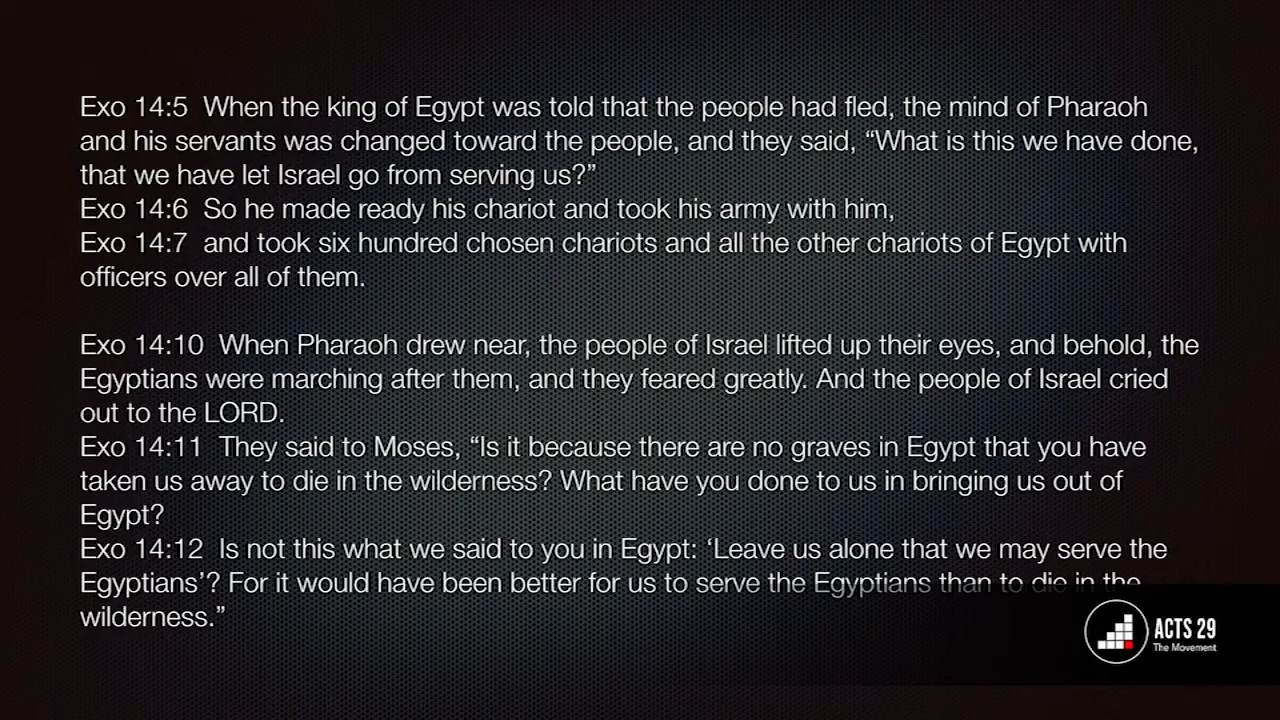 Exo 14:5  When the king of Egypt was told that the people had fled, the mind of Pharaoh
and his servants was changed toward the people, and they said, “What is this we have done,
that we have let Israel go from serving us?”
Exo 14:6  So he made ready his chariot and took his army with him,
Exo 14:7  and took six hundred chosen chariots and all the other chariots of Egypt with
officers over all of them.
Exo 14:10  When Pharaoh drew near, the people of Israel lifted up their eyes, and behold, the
Egyptians were marching after them, and they feared greatly. And the people of Israel cried
out to the LORD.
Exo 14:11  They said to Moses, “Is it because there are no graves in Egypt that you have
taken us away to die in the wilderness? What have you done to us in bringing us out of
Egypt?
Exo 14:12  Is not this what we said to you in Egypt: ‘Leave us alone that we may serve the
Egyptians’? For it would have been better for us to serve the Egyptians than to die in the
wilderness.”
ACTS 29
The Movement